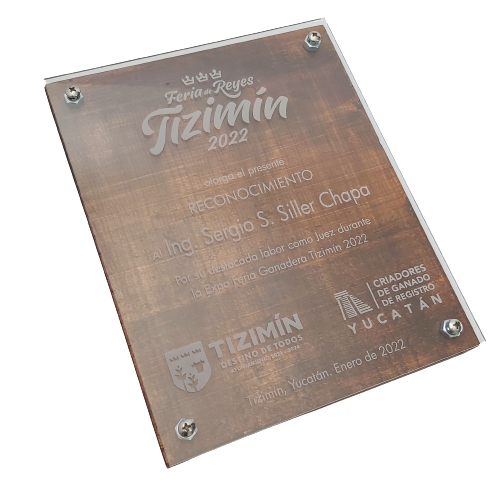 Feria de Reyes
Tizimín
2022
otorga el presente
RECONOCIMIENTO
Al Ing. Sergio S. Siller Chapa
Por su destacada labor como Juez durante
la Expo Feria Ganadera Tizimín 2022
TIZIMÍN
DESTINO DE TODOS
CRIADORES
DE GANADO
DE REGISTRO
YUCATÁN
Tizimín, Yucatán. Enero de 2022